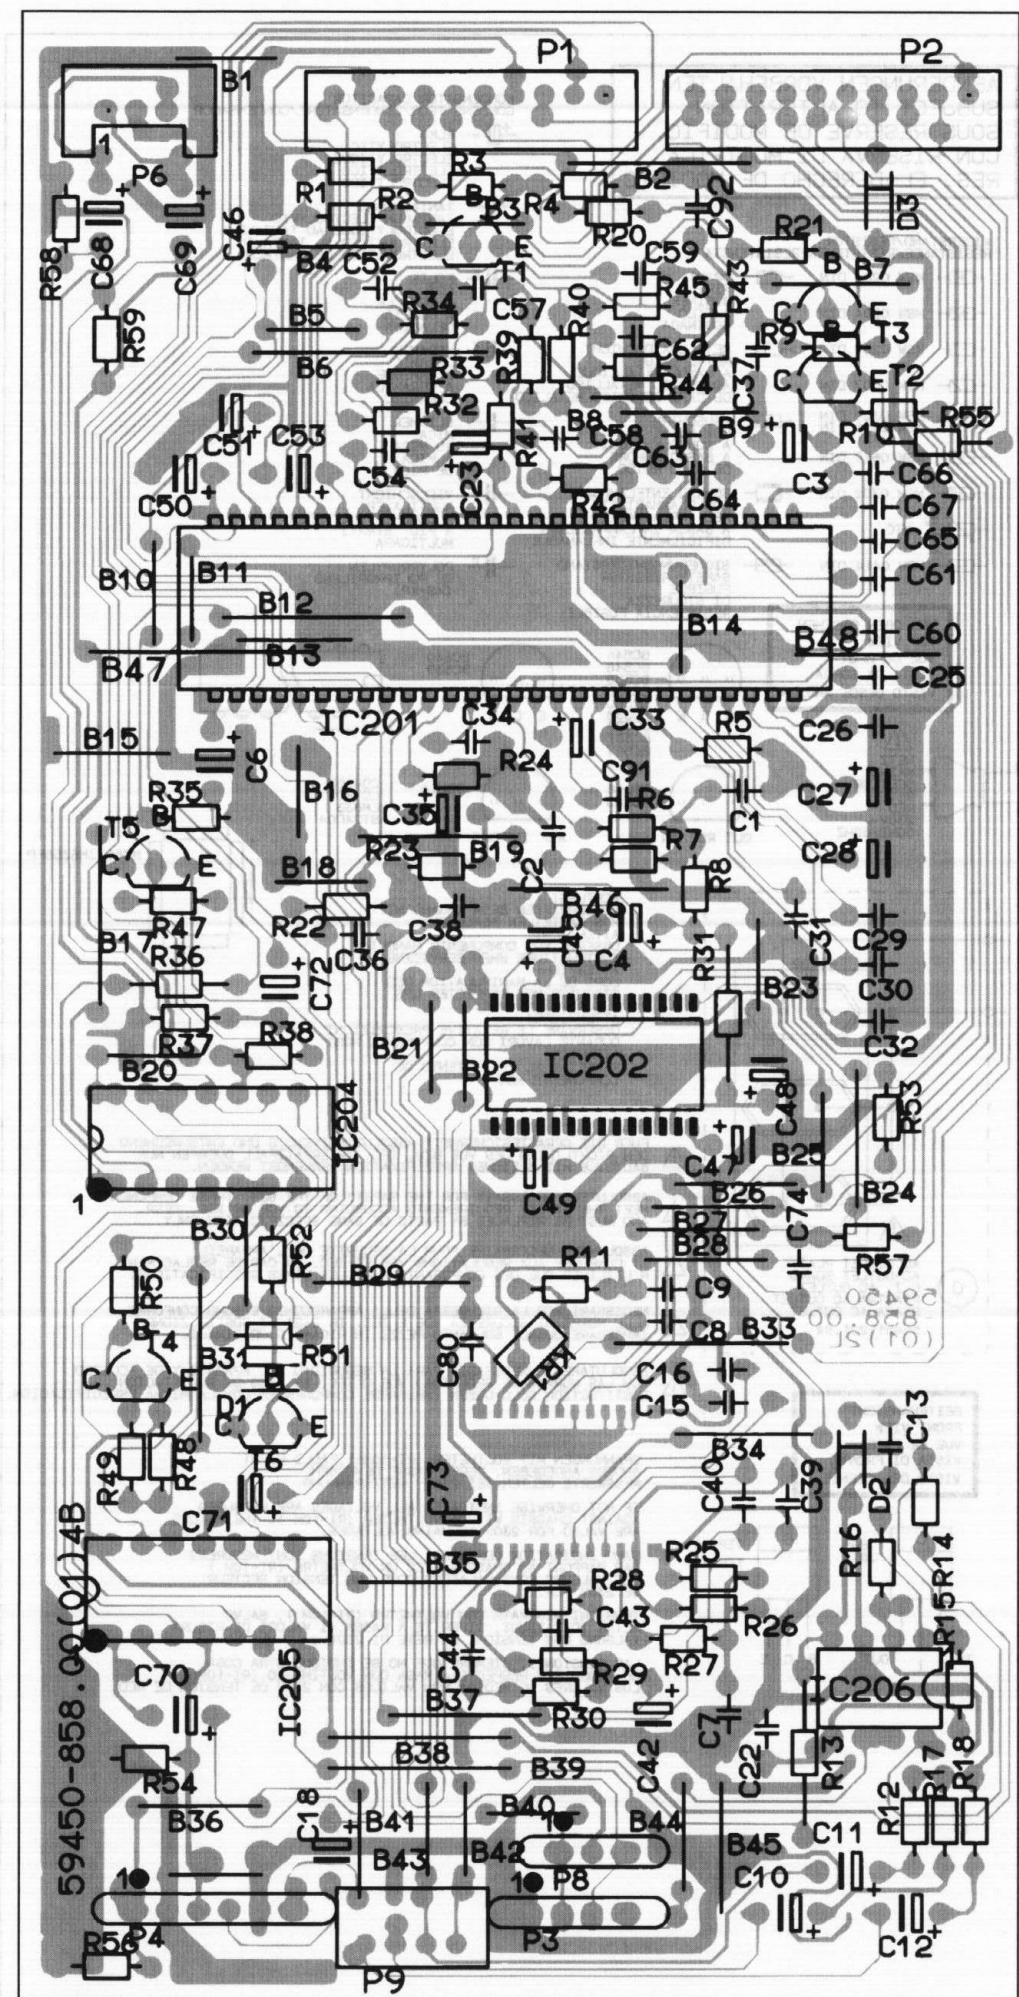 P1
P2
B1
1
P6
R58
C68
+
C69
+
C46
+
R1
R2
R3
B
B3
R4
B2
R20
C92
R21
B
B7
D3
B4
C
E
T1
C52
C59
R45
R43
C57
R40
R59
B5
R34
B6
R39
C62
R44
C37
R9
C
E
B
T3
C
E
T2
R33
R32
R41
B8
C58
B9
R10
R55
C51
+
C53
C54
C23
+
C63
C64
C3
+
C66
C50
+
+
R42
C67
C65
C61
B10
B11
B12
B14
C60
B48
B47
B13
C25
IC201
C34
C33
+
R5
C26
B15
C6
+
R24
C91
C27
+
B16
C35
+
R6
C1
R35
B
T5
C
E
R23
B19
C2
R7
C28
+
B18
R8
R47
B17
R22
C38
B46
C31
C29
R36
C36
C45
+
C4
+
R31
C72
+
B23
C30
R37
R38
B20
B21
B22
IC202
C32
C48
+
R53
IC204
1
C47
+
B25
B24
C49
+
B26
C74
B30
R52
B27
B28
R57
R50
B29
R11
C9
C8
B33
B
T4
C
E
B31
R51
C80
KR1
C16
C15
B
D1
C
E
T6
B34
C13
R49
R48
C71
+
C73
+
C40
C39
D2
R16
R14
B35
R25
R28
R26
R15
C43
R27
C44
R29
R30
1
C206
IC205
C70
+
B37
C42
+
C7
C22
R13
R17
R18
B38
B39
R54
B36
C18
+
B41
B40
1
B44
R12
B43
B42
B45
C11
+
C10
+
C12
+
1
P4
1
P8
P3
R56
P9
59450-858.00(01)4B
59450
-858.00
(01)2L